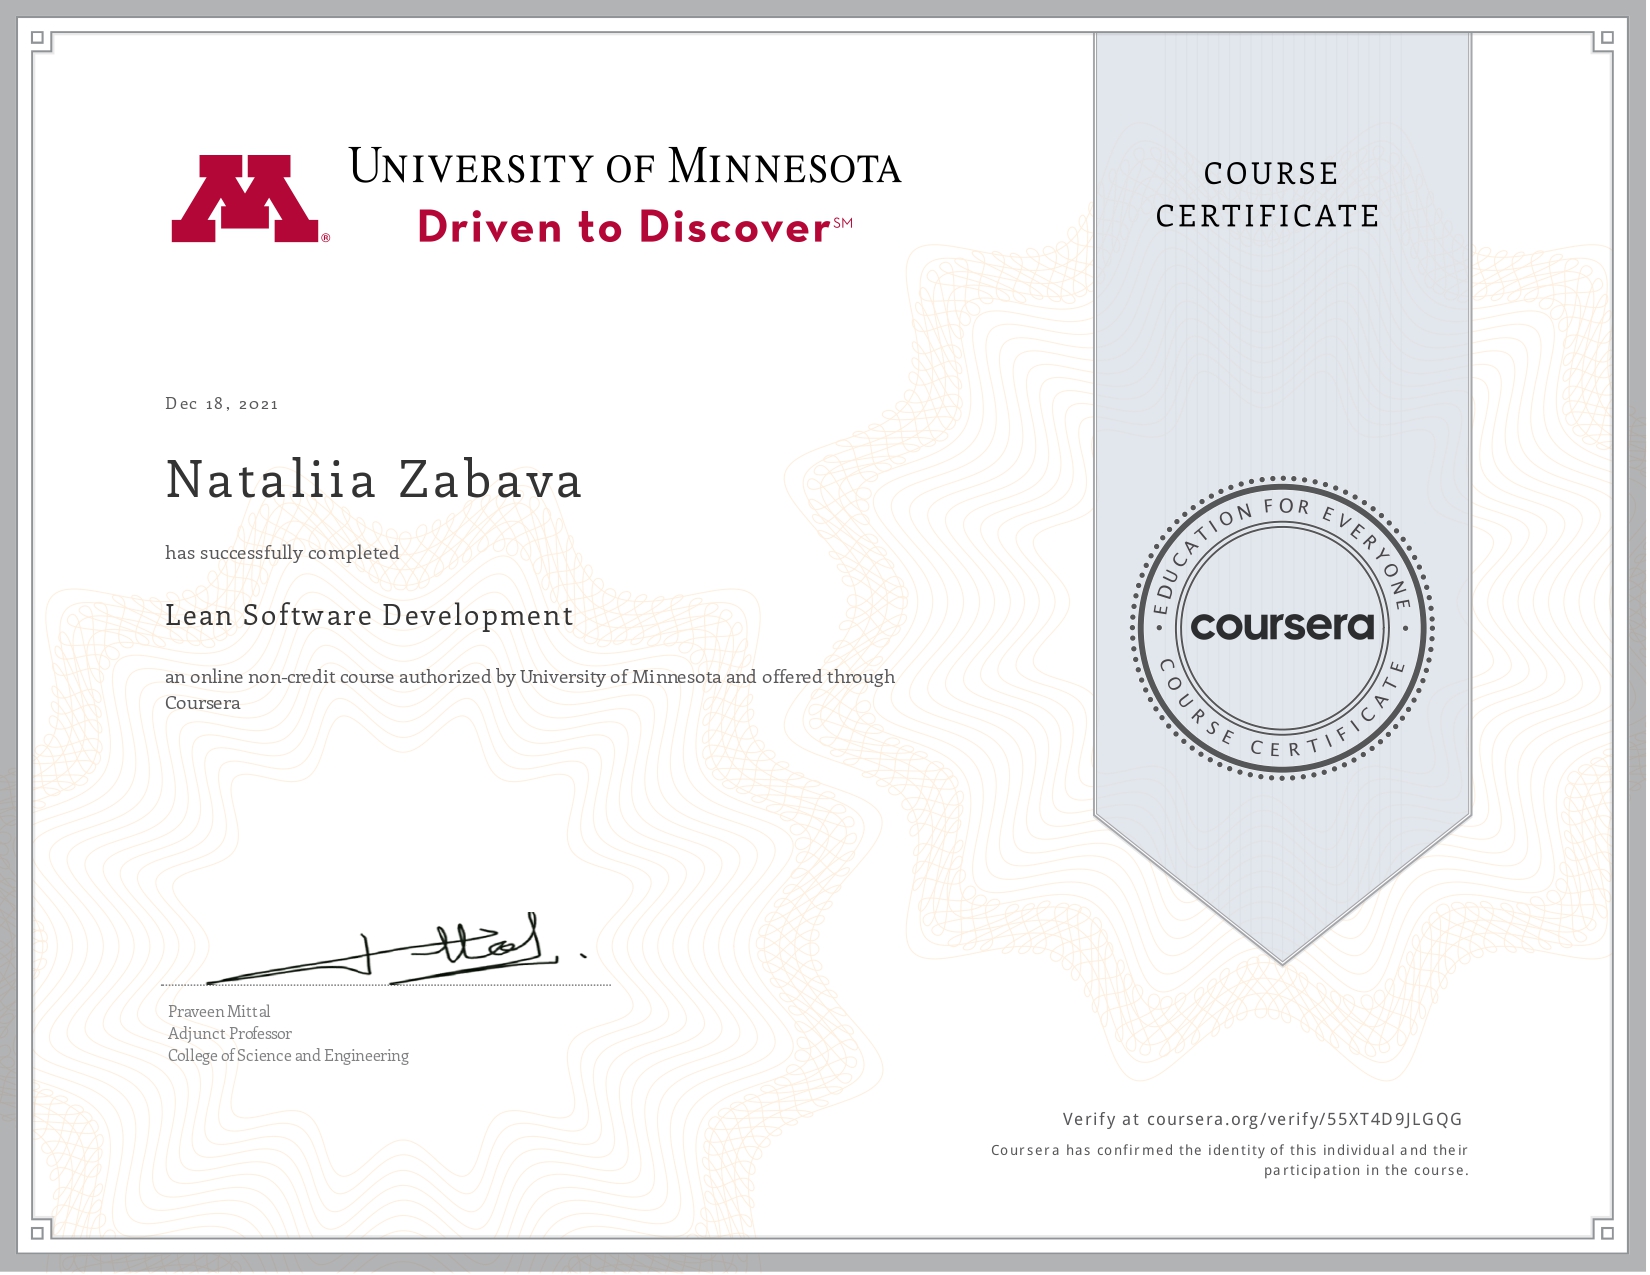 UNIVERSITY OF MINNESOTA
Driven to Discover℠
®
COURSE
CERTIFICATE
Dec 18, 2021
Nataliia Zabava
has successfully completed
Lean Software Development
an online non-credit course authorized by University of Minnesota and offered through
Coursera
• EDUCATION FOR EVERYONE •
coursera
COURSE CERTIFICATE
Praveen Mittal
Adjunct Professor
College of Science and Engineering
Verify at coursera.org/verify/55XT4D9JLGQG
Coursera has confirmed the identity of this individual and their
participation in the course.